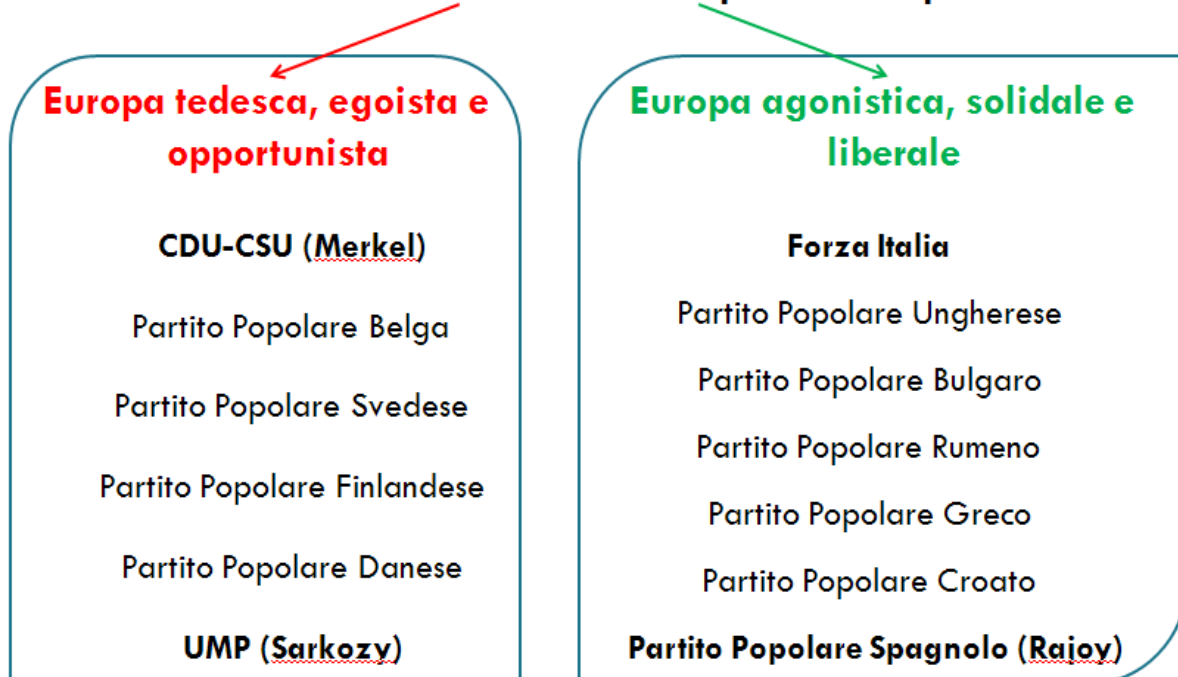 Europa tedesca, egoista e
opportunista
CDU-CSU (Merkel)
Partito Popolare Belga
Partito Popolare Svedese
Partito Popolare Finlandese
Partito Popolare Danese
UMP (Sarkozy)
Europa agonistica, solidale e
liberale
Forza Italia
Partito Popolare Ungherese
Partito Popolare Bulgaro
Partito Popolare Rumeno
Partito Popolare Greco
Partito Popolare Croato
Partito Popolare Spagnolo (Rajoy)